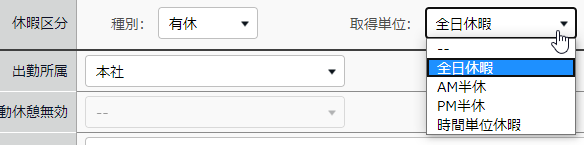 休暇区分 種別： 有休 取得単位： 全日休暇
--
全日休暇
AM半休
PM半休
時間単位休暇
出勤所属 本社
動休憩無効 --